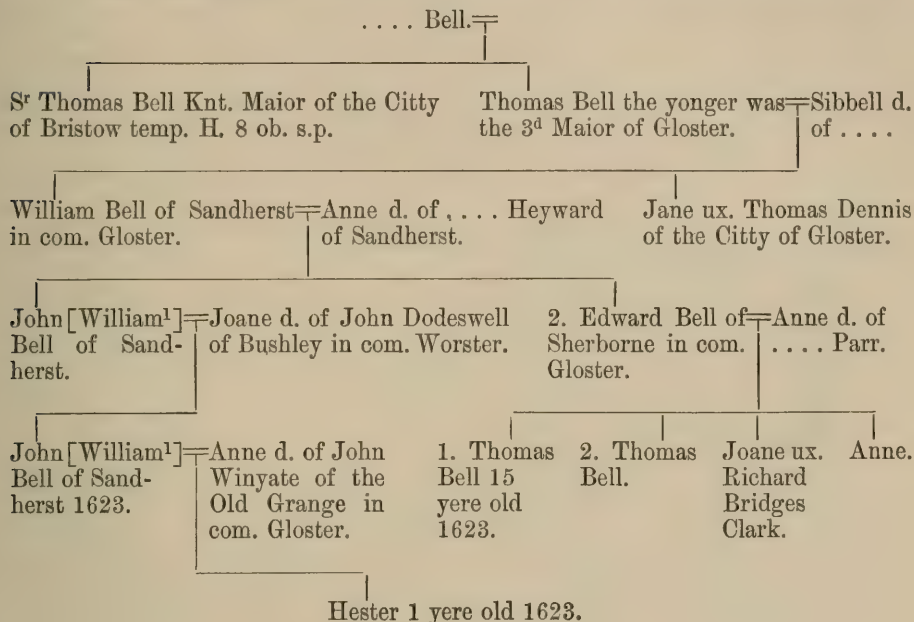 .... Bell.
Sr Thomas Bell Knt. Maior of the Citty
of Bristow temp. H. 8 ob. s.p.
Thomas Bell the yonger was
the 3d Maior of Gloster.
Sibbell d.
of ....
William Bell of Sandherst
in com. Gloster.
Anne d. of .... Heyward
of Sandherst.
Jane ux. Thomas Dennis
of the Citty of Gloster.
John [William1]
Bell of Sand-
herst.
Joane d. of John Dodeswell
of Bushley in com. Worster.
2. Edward Bell of
Sherborne in com.
Gloster.
Anne d. of
.... Parr.
John [William1]
Bell of Sand-
herst 1623.
Anne d. of John
Winyate of the
Old Grange in
com. Gloster.
1. Thomas
Bell 15
yere old
1623.
2. Thomas
Bell.
Joane ux.
Richard
Bridges
Clark.
Anne.
Hester 1 yere old 1623.